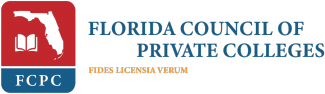 FLORIDA COUNCIL OF
PRIVATE COLLEGES
FIDES LICENSIA VERUM
FCPC